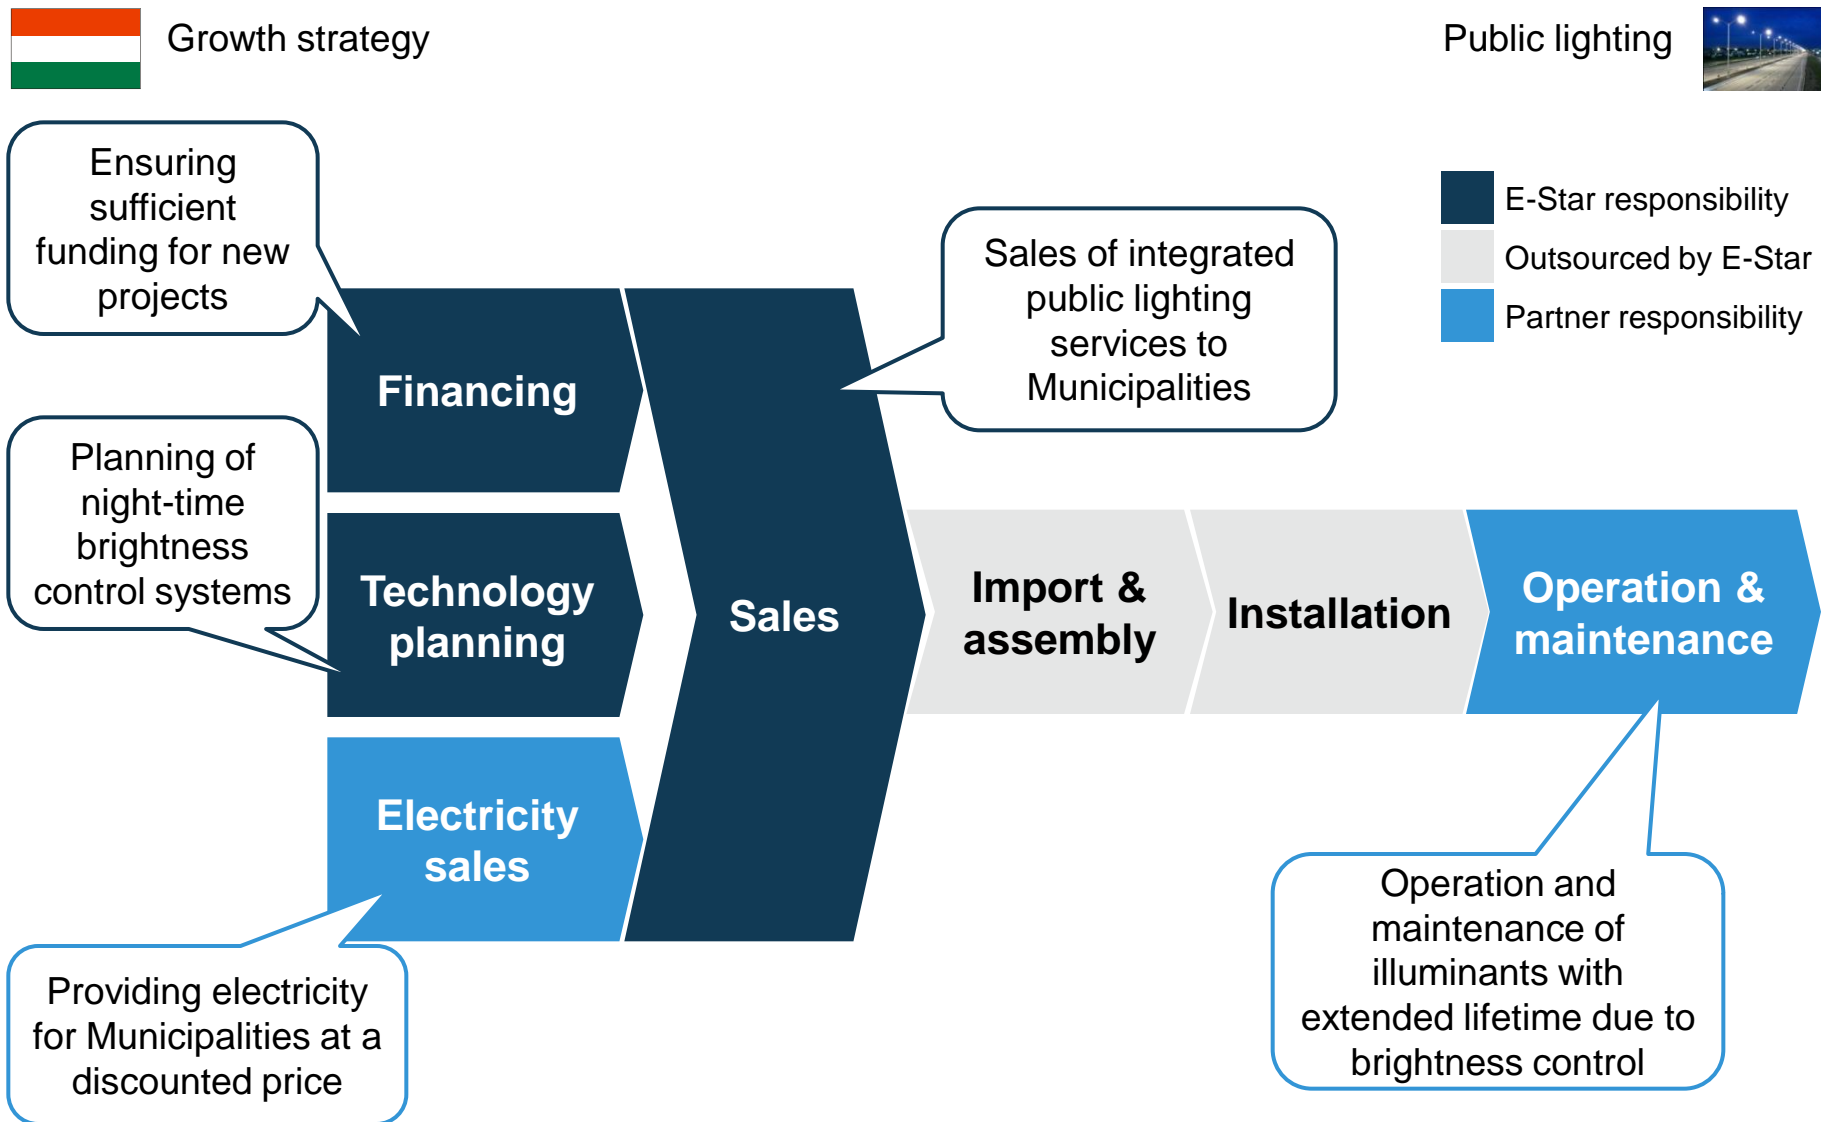 Growth strategy
Public lighting
Ensuring
sufficient
funding for new
projects
E-Star responsibility
Outsourced by E-Star
Partner responsibility
Sales of integrated
public lighting
services to
Municipalities
Financing
Planning of
night-time
brightness
control systems
Technology
planning
Sales
Import &
assembly
Installation
Operation &
maintenance
Electricity
sales
Providing electricity
for Municipalities at a
discounted price
Operation and
maintenance of
illuminants with
extended lifetime due to
brightness control